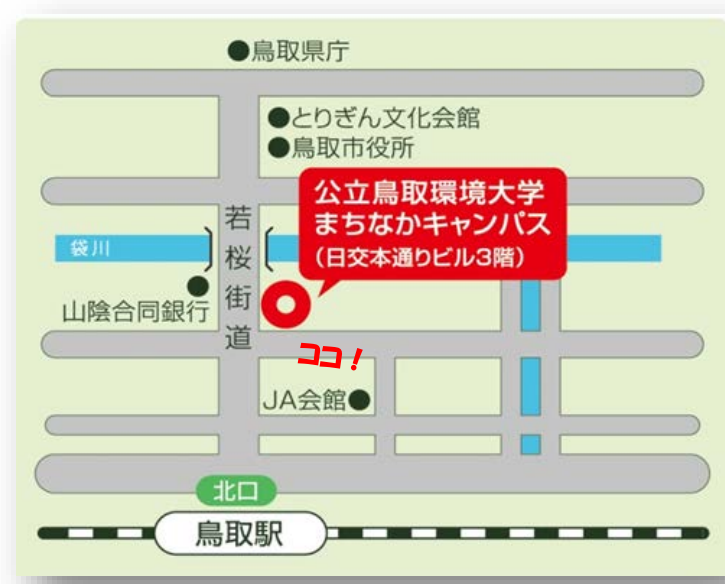 ●鳥取県庁
●とりぎん文化会館
●鳥取市役所
公立鳥取環境大学
まちなかキャンパス
(日交本通りビル3階)
若桜街道
袋川
山陰合同銀行
ココ！
JA会館●
北口
鳥取駅